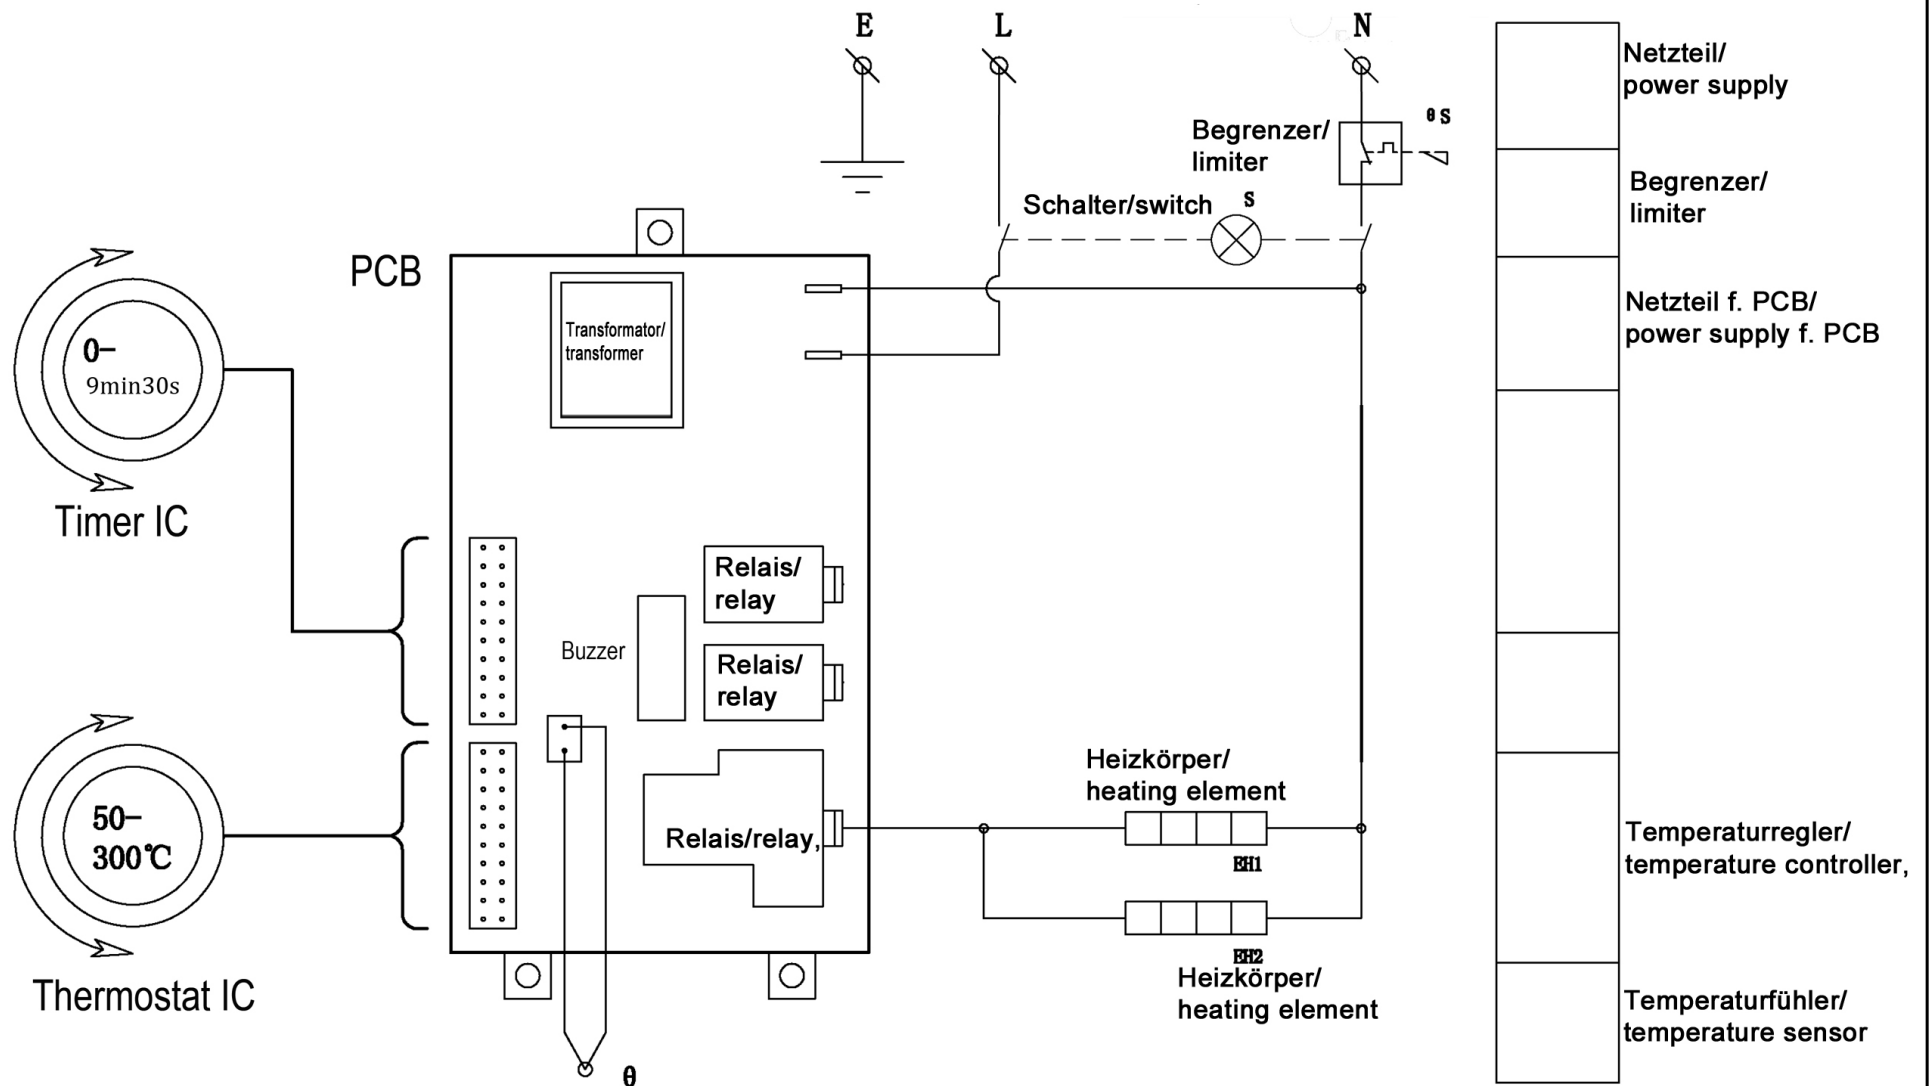 E
L
N
Netzteil/
power supply
θS
Begrenzer/
limiter
Begrenzer/
limiter
Schalter/switch
S
PCB
Netzteil f. PCB/
power supply f. PCB
Transformator/
transformer
0-
9min30s
Timer IC
Relais/
relay
Buzzer
Relais/
relay
Heizkörper/
heating element
50-
300℃
Relais/relay,
EH1
Temperaturregler/
temperature controller,
EH2
Heizkörper/
heating element
Thermostat IC
Temperaturfühler/
temperature sensor
θ